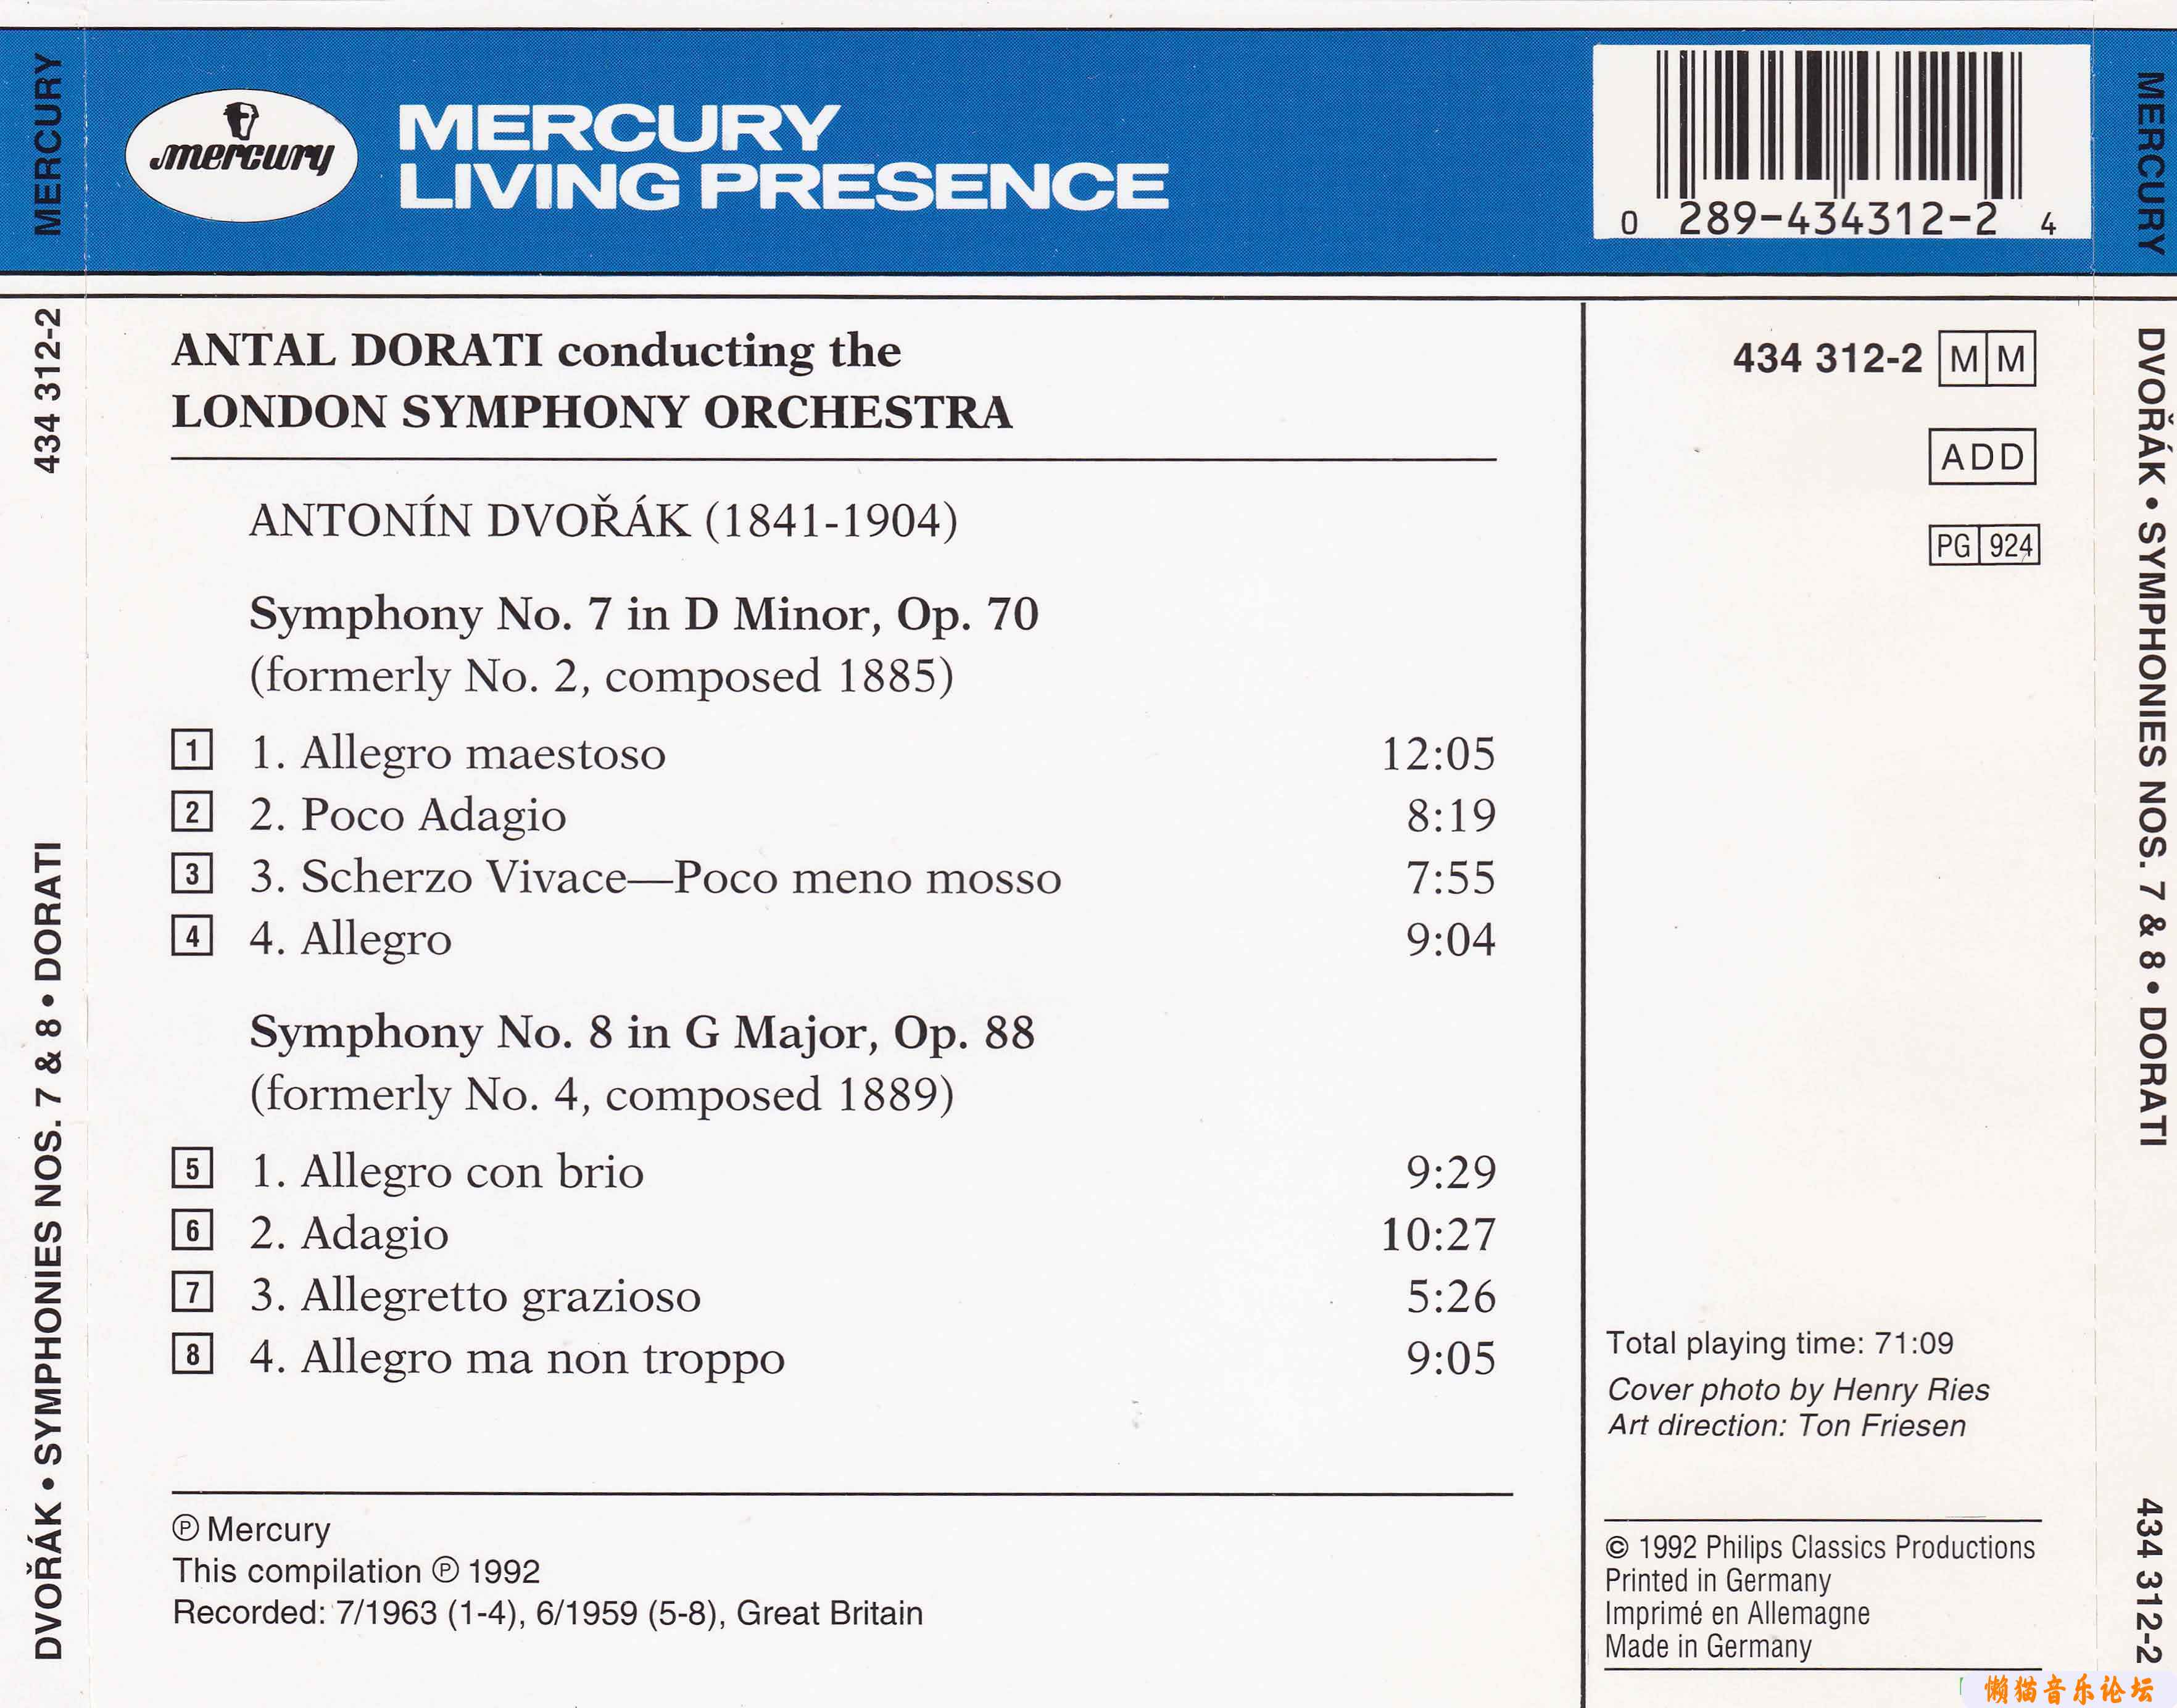 MERCURY
434 312-2
DVOŘÁK • SYMPHONIES NOS. 7 & 8 • DORATI
mercury
MERCURY
LIVING PRESENCE
0 289-434312-2 4
ANTAL DORATI conducting the
LONDON SYMPHONY ORCHESTRA
ANTONÍN DVOŘÁK (1841-1904)
Symphony No. 7 in D Minor, Op. 70
(formerly No. 2, composed 1885)
1 1. Allegro maestoso 12:05
2 2. Poco Adagio 8:19
3 3. Scherzo Vivace—Poco meno mosso 7:55
4 4. Allegro 9:04
Symphony No. 8 in G Major, Op. 88
(formerly No. 4, composed 1889)
5 1. Allegro con brio 9:29
6 2. Adagio 10:27
7 3. Allegretto grazioso 5:26
8 4. Allegro ma non troppo 9:05
℗ Mercury
This compilation ℗ 1992
Recorded: 7/1963 (1-4), 6/1959 (5-8), Great Britain
434 312-2 M M
ADD
PG 924
Total playing time: 71:09
Cover photo by Henry Ries
Art direction: Ton Friesen
© 1992 Philips Classics Productions
Printed in Germany
Imprimé en Allemagne
Made in Germany
MERCURY
DVOŘÁK • SYMPHONIES NOS. 7 & 8 • DORATI
434 312-2
懒猫音乐论坛